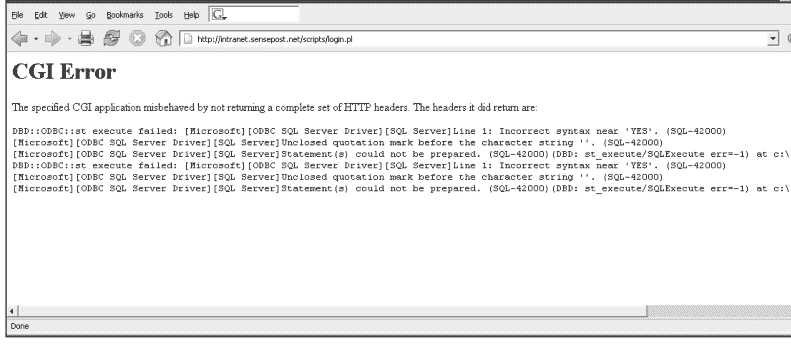 File Edit View Go Bookmarks Tools Help G
http://intranet.sensepost.net/scripts/login.pl
CGI Error
The specified CGI application misbehaved by not returning a complete set of HTTP headers. The headers it did return are:
DBD::ODBC::st execute failed: [Microsoft][ODBC SQL Server Driver][SQL Server]Line 1: Incorrect syntax near 'YES'. (SQL-42000)
[Microsoft][ODBC SQL Server Driver][SQL Server]Unclosed quotation mark before the character string ''. (SQL-42000)
[Microsoft][ODBC SQL Server Driver][SQL Server]Statement(s) could not be prepared. (SQL-42000)(DBD: st_execute/SQLExecute err=-1) at c:\
DBD::ODBC::st execute failed: [Microsoft][ODBC SQL Server Driver][SQL Server]Line 1: Incorrect syntax near 'YES'. (SQL-42000)
[Microsoft][ODBC SQL Server Driver][SQL Server]Unclosed quotation mark before the character string ''. (SQL-42000)
[Microsoft][ODBC SQL Server Driver][SQL Server]Statement(s) could not be prepared. (SQL-42000)(DBD: st_execute/SQLExecute err=-1) at c:\
Done